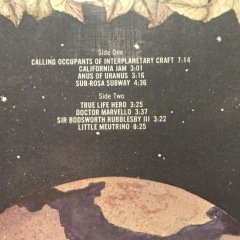 Side One
CALLING OCCUPANTS OF INTERPLANETARY CRAFT 7:14
CALIFORNIA JAM 3:01
ANUS OF URANUS 3:16
SUB-ROSA SUBWAY 4:36
Side Two
TRUE LIFE HERO 3:25
DOCTOR MARVELLO 3:31
SIR BODSWORTH RUBBLESBY III 3:22
LITTLE NEUTRINO 8:25